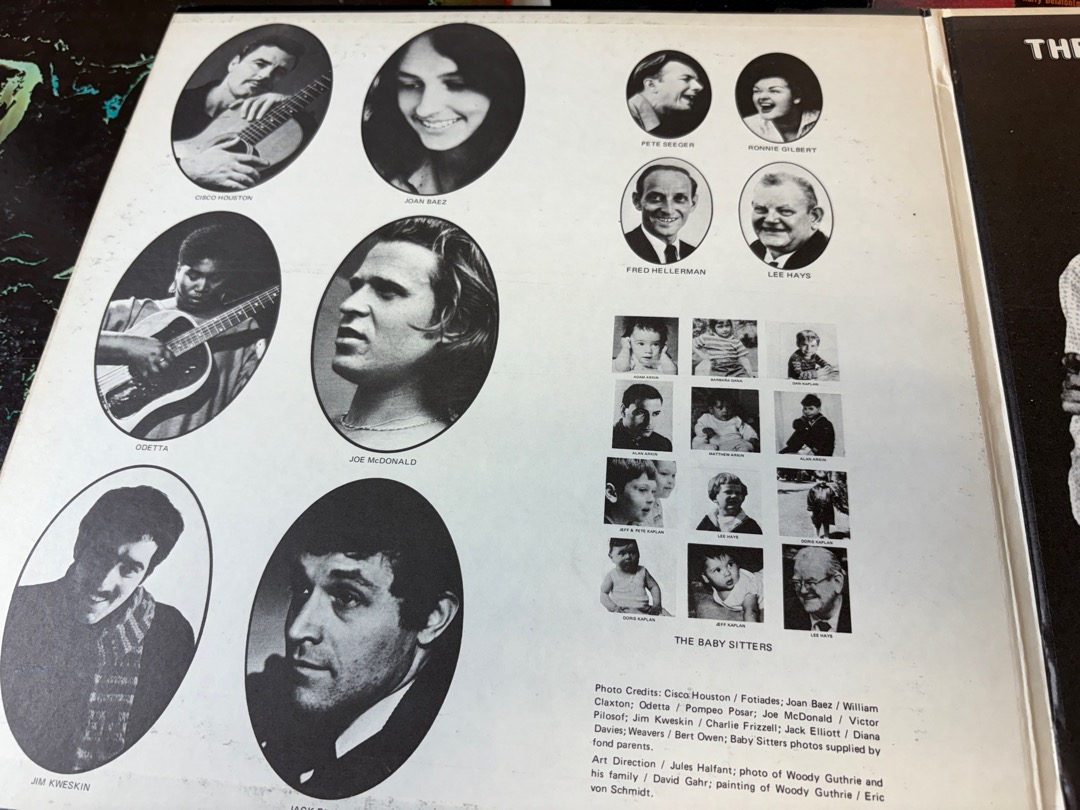 THE
CISCO HOUSTON
JOAN BAEZ
PETE SEEGER
RONNIE GILBERT
FRED HELLERMAN
LEE HAYS
ODETTA
JOE McDONALD
ADAM ARKIN
BARBARA DANA
DAN KAPLAN
ALAN ARKIN
MATTHEW ARKIN
ALAN ARKIN
JEFF & PETE KAPLAN
LEE HAYS
DORIS KAPLAN
DORIS KAPLAN
JEFF KAPLAN
LEE HAYS
THE BABY SITTERS
JIM KWESKIN
JACK
Photo Credits: Cisco Houston / Fotiades; Joan Baez / William
Claxton; Odetta / Pompeo Posar; Joe McDonald / Victor
Pilosof; Jim Kweskin / Charlie Frizzell; Jack Elliott / Diana
Davies; Weavers / Bert Owen; Baby Sitters photos supplied by
fond parents.
Art Direction / Jules Halfant; photo of Woody Guthrie and
his family / David Gahr; painting of Woody Guthrie / Eric
von Schmidt.